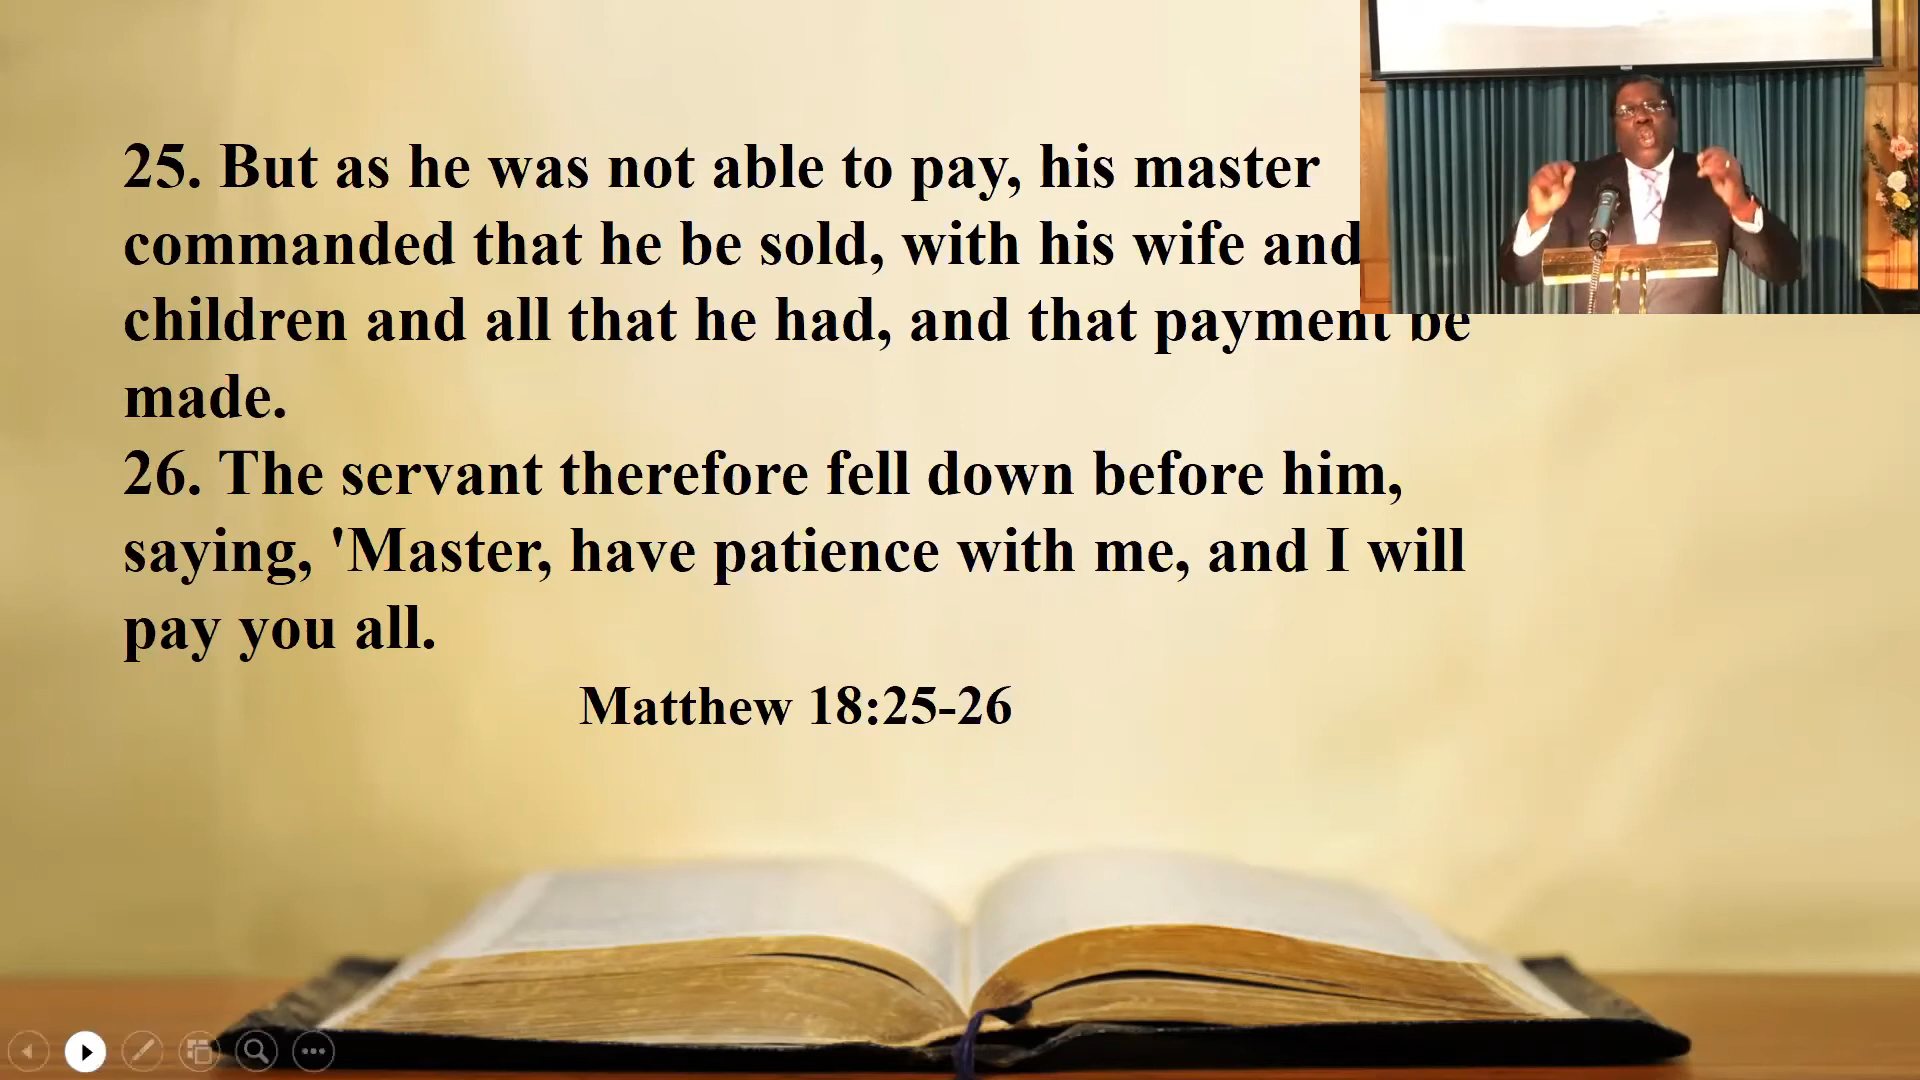 25. But as he was not able to pay, his master
commanded that he be sold, with his wife and
children and all that he had, and that payment be
made.
26. The servant therefore fell down before him,
saying, 'Master, have patience with me, and I will
pay you all.
Matthew 18:25-26